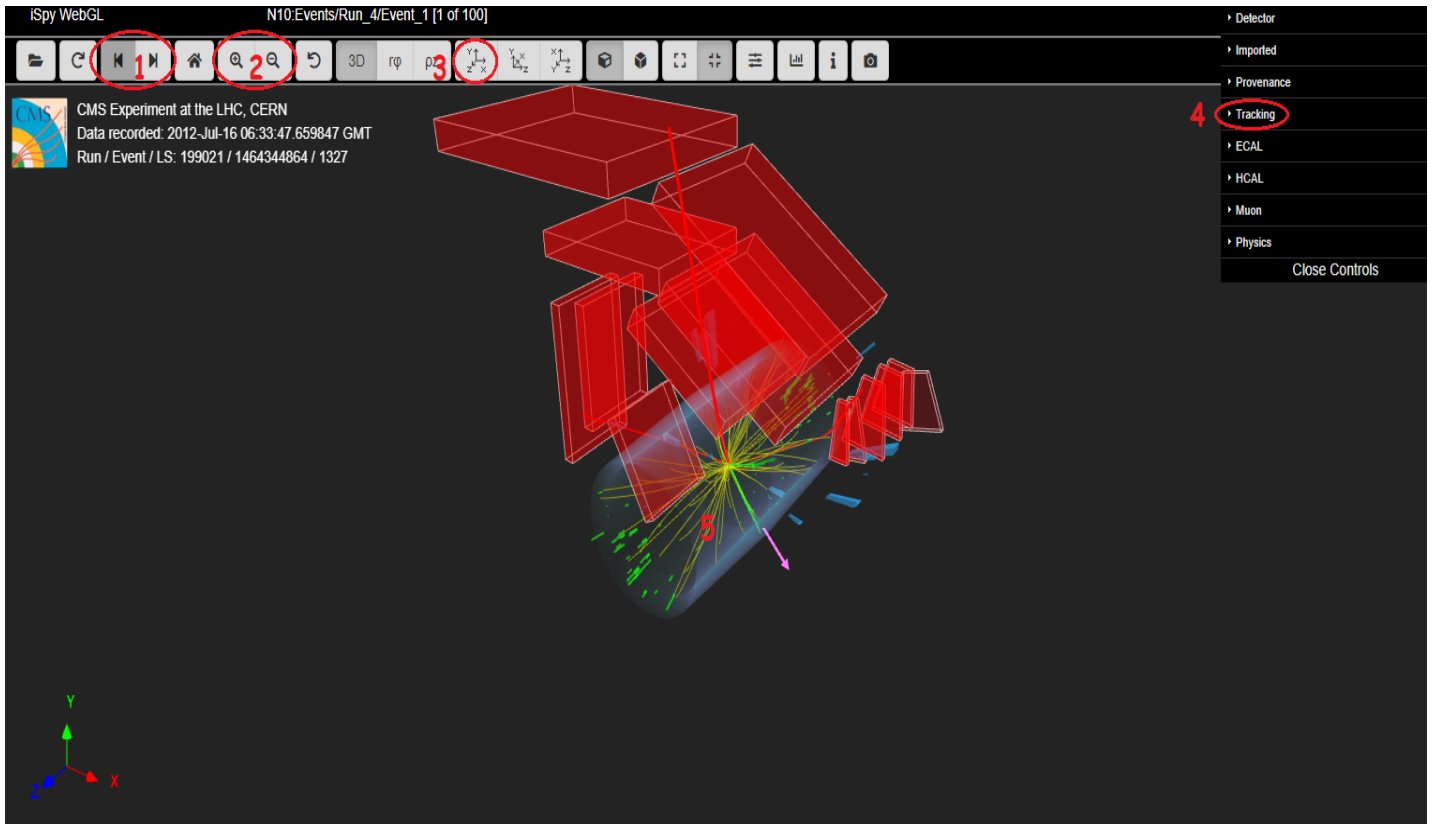 iSpy WebGL
N10:Events/Run_4/Event_1 [1 of 100]
1
2
3D
rφ
ρz
3
Y
Z X
Y X
Z
X
Y Z
i
CMS
CMS Experiment at the LHC, CERN
Data recorded: 2012-Jul-16 06:33:47.659847 GMT
Run / Event / LS: 199021 / 1464344864 / 1327
Detector
Imported
Provenance
4
Tracking
ECAL
HCAL
Muon
Physics
Close Controls
5
Y
Z
X